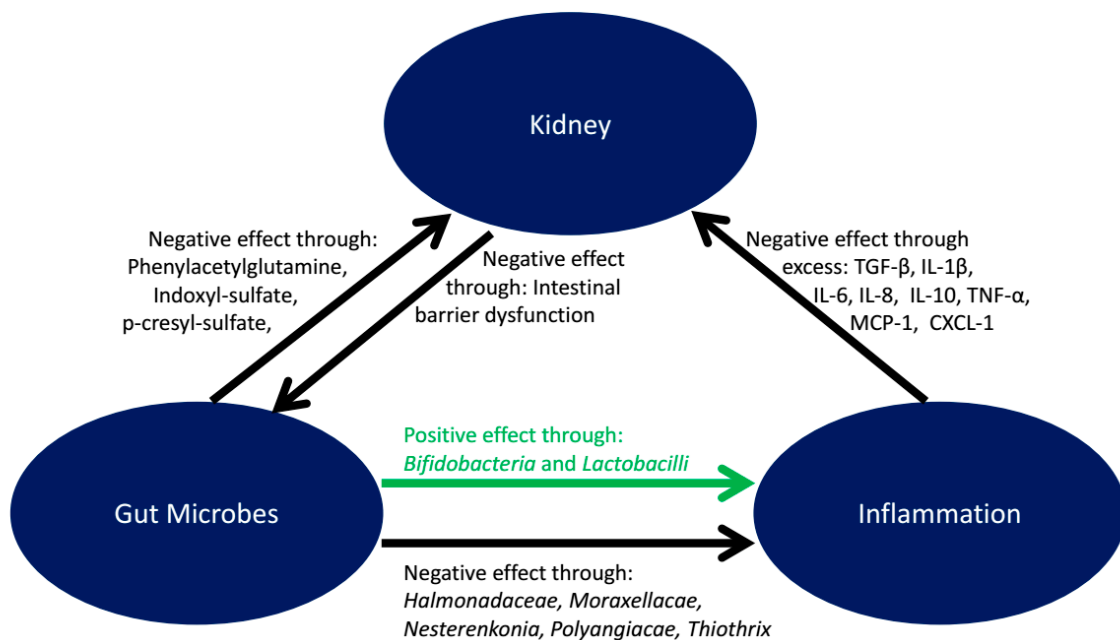 Kidney
Negative effect through:
Phenylacetylglutamine,
Indoxyl-sulfate,
p-cresyl-sulfate,
Negative effect
through: Intestinal
barrier dysfunction
Negative effect through
excess: TGF-β, IL-1β,
IL-6, IL-8, IL-10, TNF-α,
MCP-1, CXCL-1
Gut Microbes
Positive effect through:
Bifidobacteria and Lactobacilli
Inflammation
Negative effect through:
Halmonadaceae, Moraxellacae,
Nesterenkonia, Polyangiacae, Thiothrix